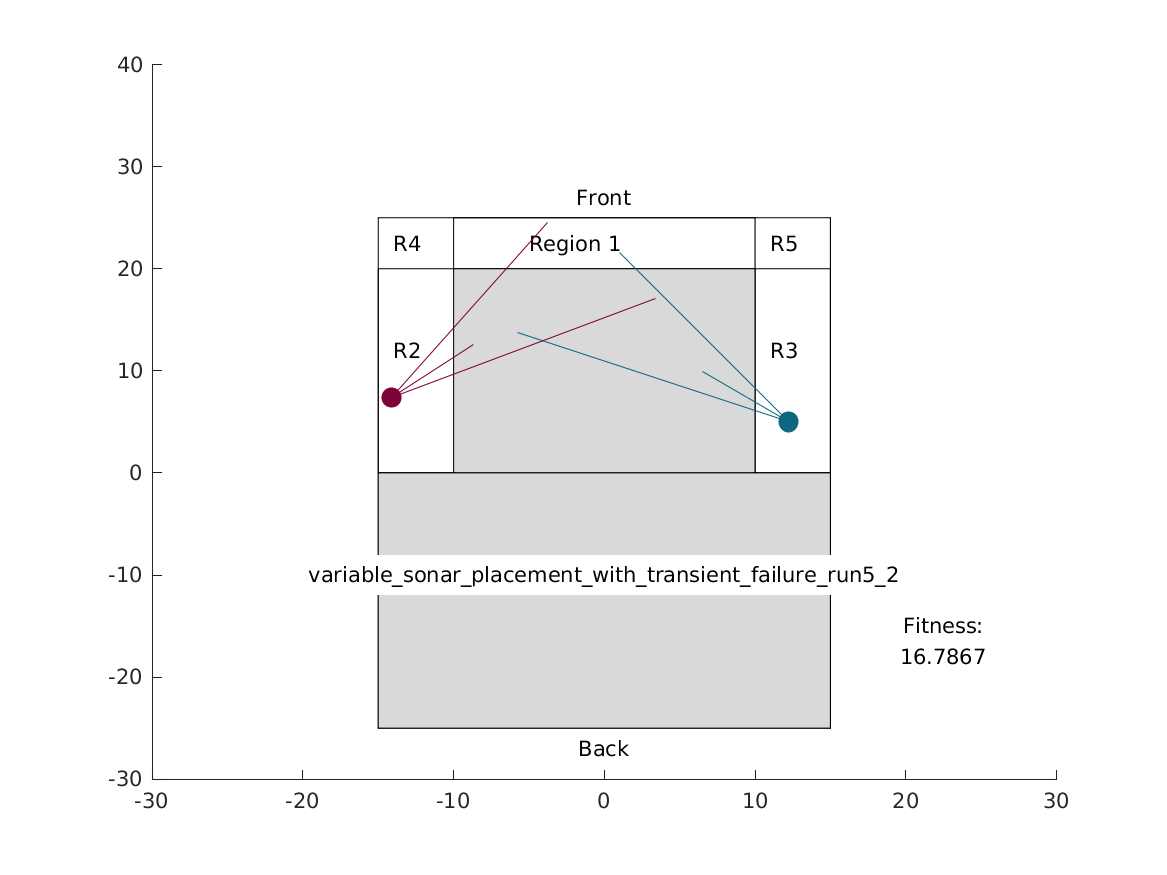 40
30
Front
R4
Region 1
R5
20
R2
R3
10
0
-10
variable_sonar_placement_with_transient_failure_run5_2
Fitness:
16.7867
-20
Back
-30
-30
-20
-10
0
10
20
30